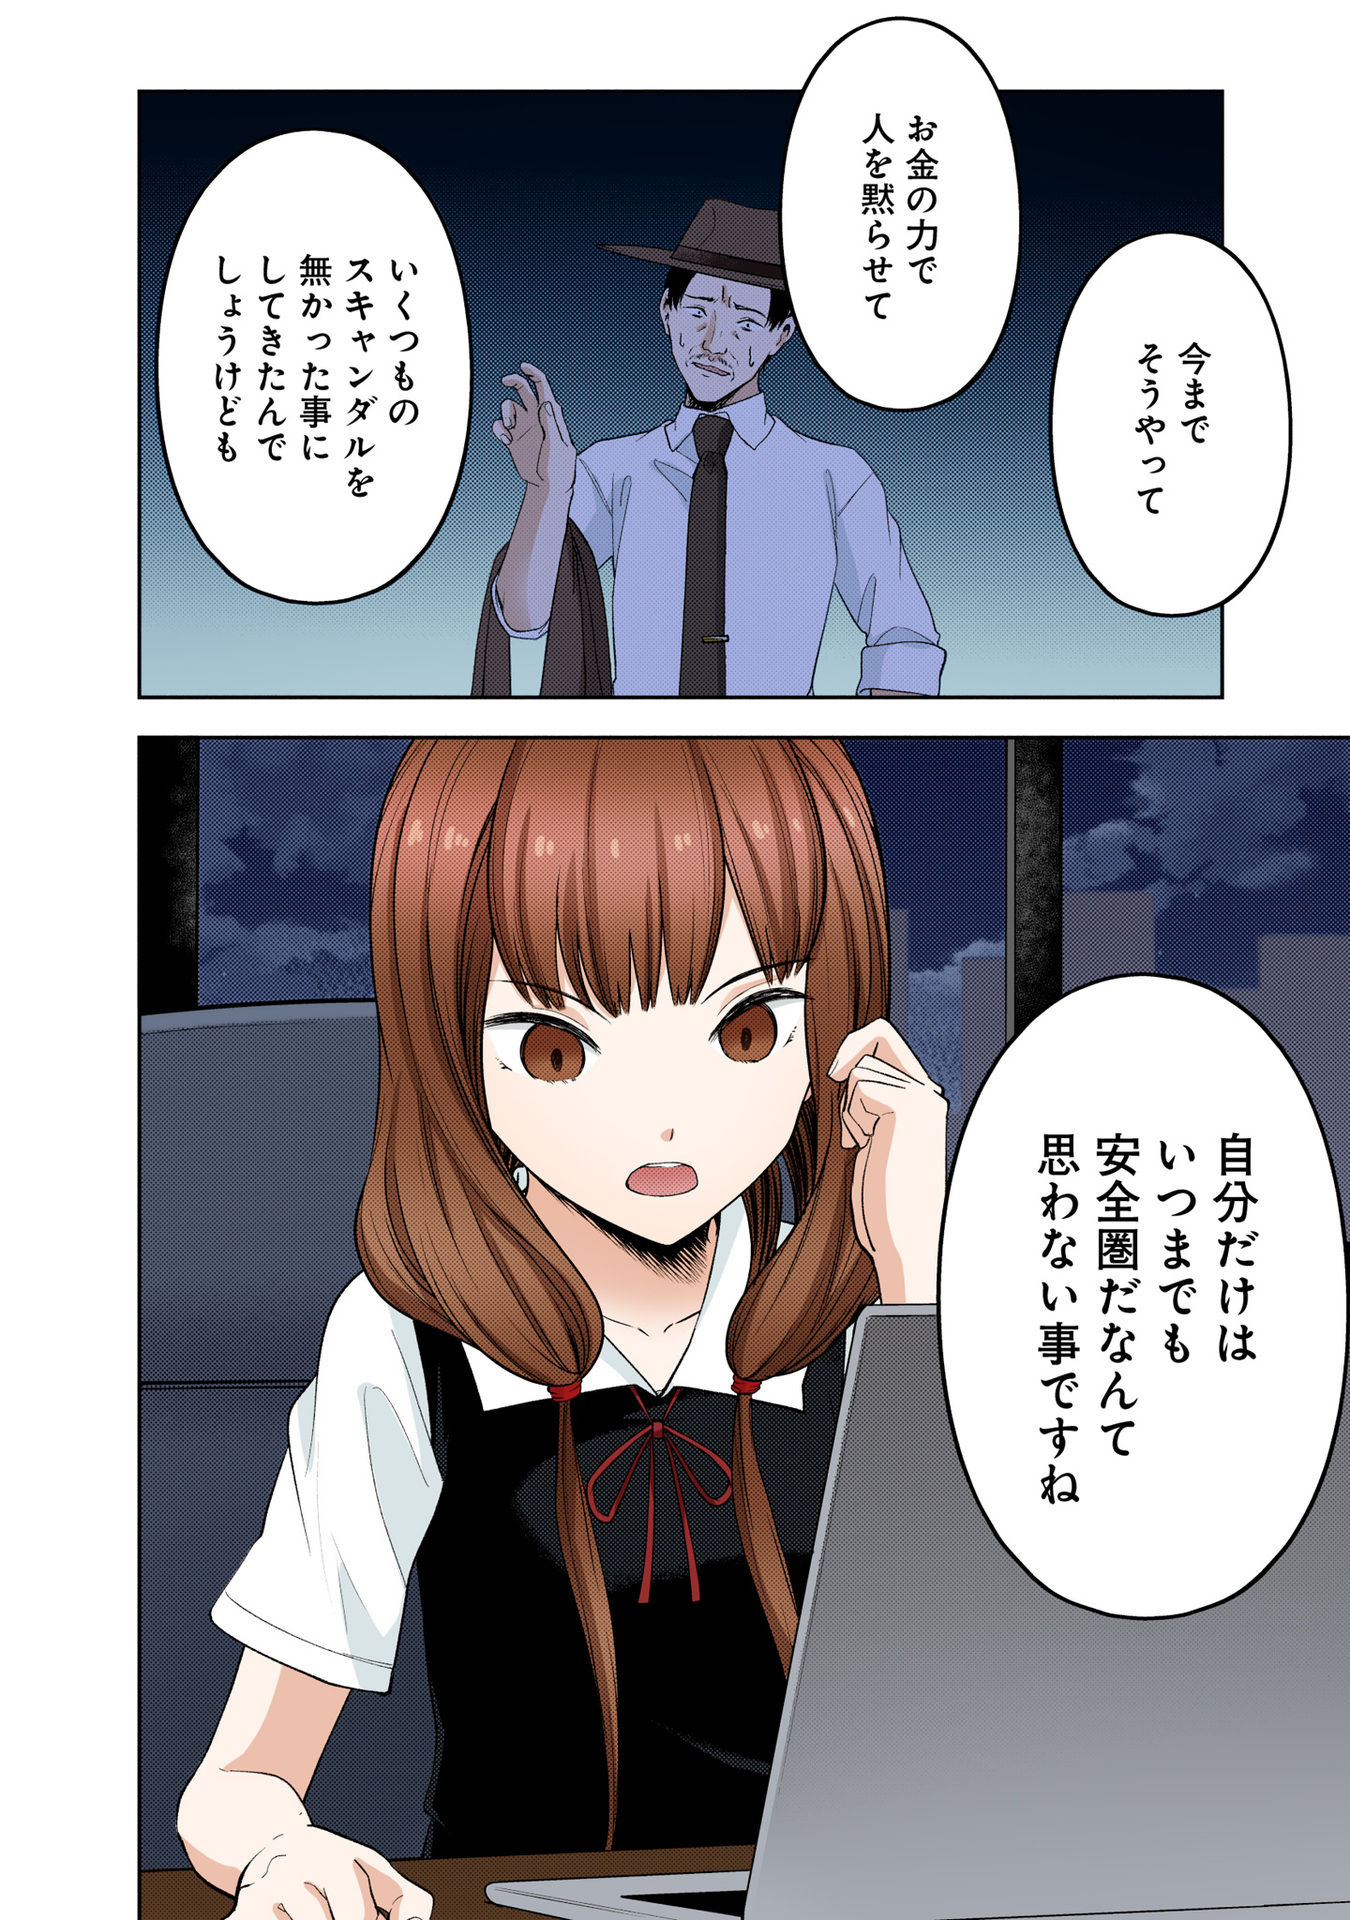 今まで
そうやって
お金の力で
人を黙らせて
いくつもの
スキャンダルを
無かった事に
してきたんで
しょうけども
自分だけは
いつまでも
安全圏だなんて
思わない事ですね